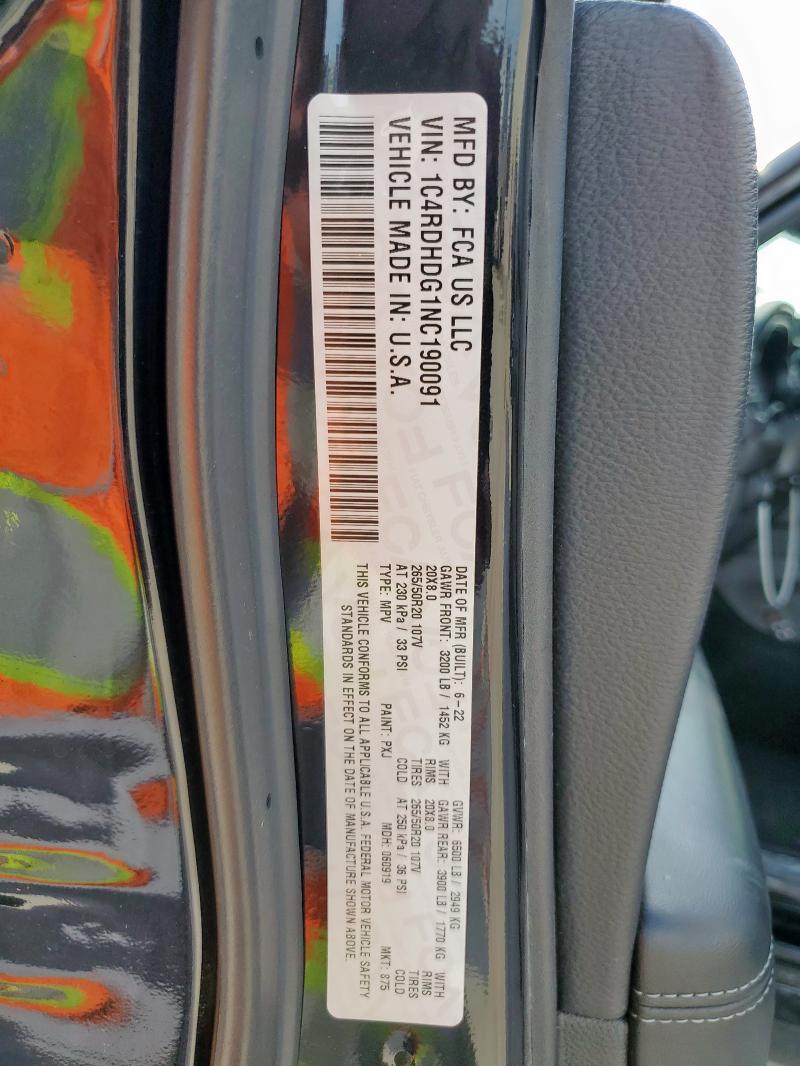 MFD BY: FCA US LLC
VIN: 1C4RDHDG1NC190091
VEHICLE MADE IN: U.S.A.
DATE OF MFR (BUILT): 6-22 GVWR: 6500 LB / 2949 KG
GAWR FRONT: 3200 LB / 1452 KG WITH GAWR REAR: 3900 LB / 1770 KG WITH
20X8.0 RIMS 20X8.0 RIMS
265/50R20 107V TIRES 265/50R20 107V TIRES
AT 230 kPa / 33 PSI COLD AT 250 kPa / 36 PSI COLD
TYPE: MPV PAINT: PXJ MDH: 060919 MKT: 875
THIS VEHICLE CONFORMS TO ALL APPLICABLE U.S.A. FEDERAL MOTOR VEHICLE SAFETY
STANDARDS IN EFFECT ON THE DATE OF MANUFACTURE SHOWN ABOVE.